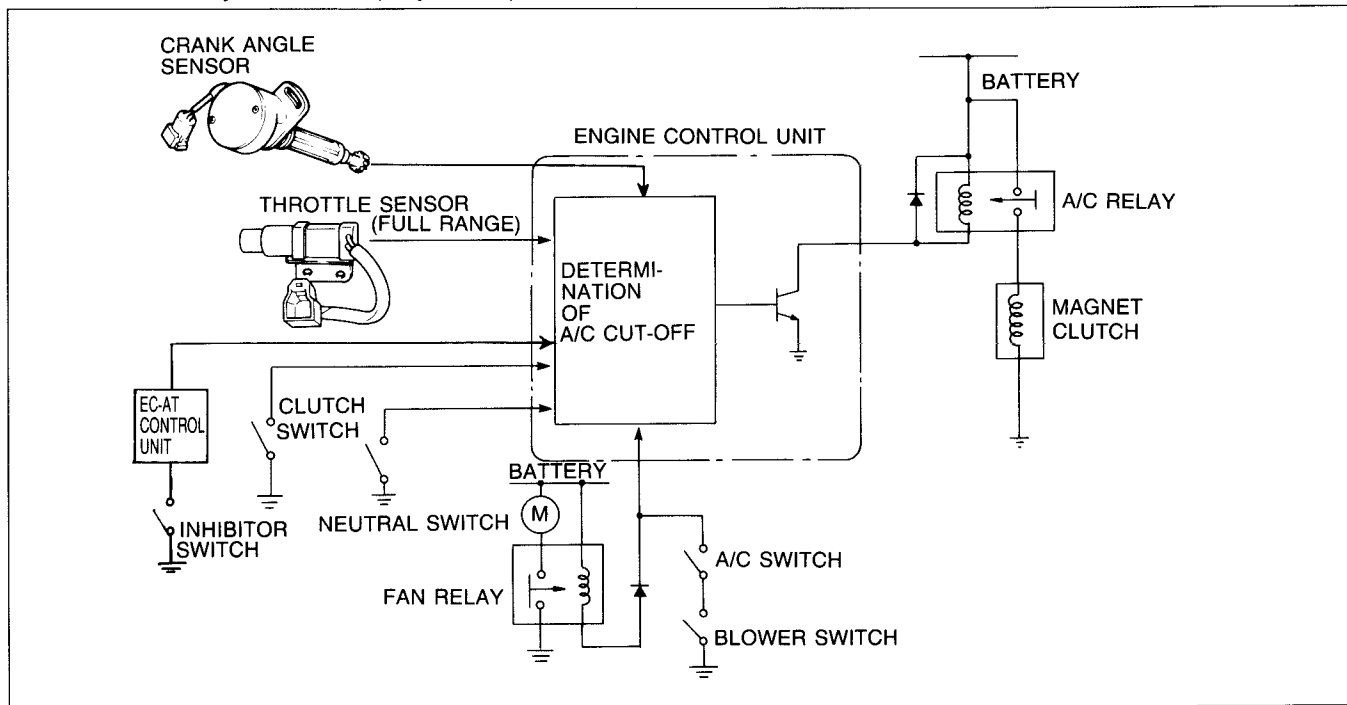 CRANK ANGLE
SENSOR
BATTERY
ENGINE CONTROL UNIT
A/C RELAY
THROTTLE SENSOR
(FULL RANGE)
DETERMI-
NATION
OF
A/C CUT-OFF
MAGNET
CLUTCH
EC-AT
CONTROL
UNIT
CLUTCH
SWITCH
BATTERY
M
NEUTRAL SWITCH
INHIBITOR
SWITCH
A/C SWITCH
FAN RELAY
BLOWER SWITCH